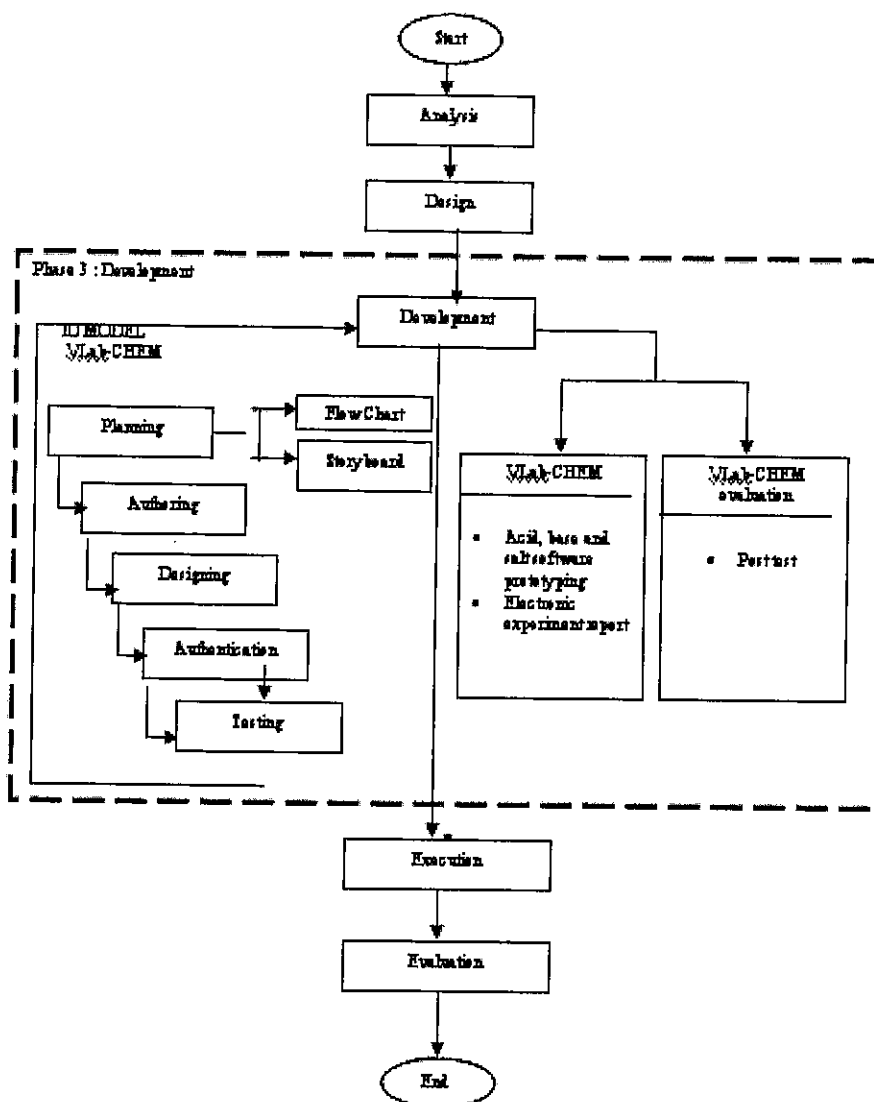 Start
Analysis
Design
Phase 3 : Development
Development
ID MODEL
VLab-CHEM
Planning
Flow Chart
Storyboard
Authoring
Designing
Authentication
Testing
VLab-CHEM
• Acid, base and
salt software
prototyping
• Electronic
experiment report
VLab-CHEM
evaluation
• Posttest
Execution
Evaluation
End